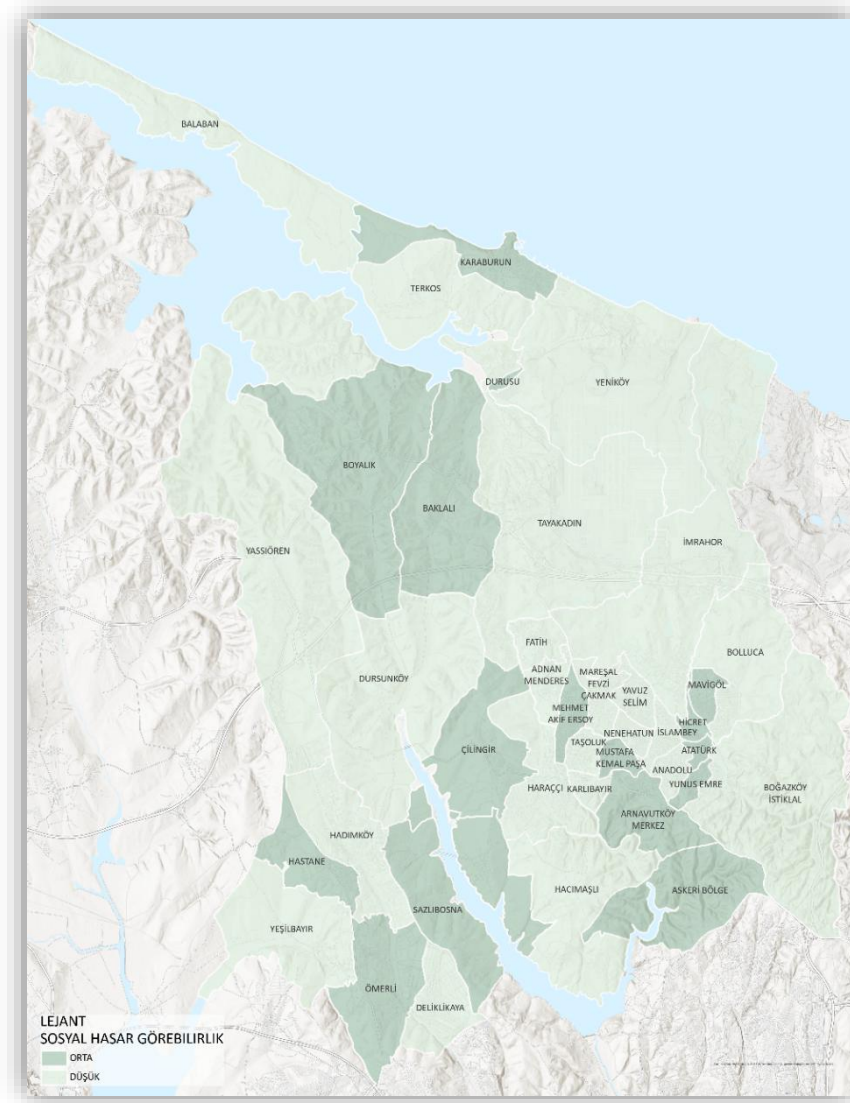 BALABAN
KARABURUN
TERKOS
DURUSU
YENİKÖY
BOYALIK
BAKLALI
TAYAKADIN
İMRAHOR
YASSIÖREN
FATİH
BOLLUCA
ADNAN
MENDERES
MAREŞAL
FEVZİ
ÇAKMAK
DURSUNKÖY
YAVUZ
SELİM
MAVİGÖL
MEHMET
AKİF ERSOY
HİCRET
NENEHATUN
İSLAMBEY
TAŞOLUK
ÇİLİNGİR
MUSTAFA
KEMAL PAŞA
ATATÜRK
ANADOLU
YUNUS EMRE
HARAÇÇI
KARLIBAYIR
BOĞAZKÖY
İSTİKLAL
ARNAVUTKÖY
MERKEZ
HADIMKÖY
HASTANE
HACIMAŞLI
ASKERİ BÖLGE
SAZLIBOSNA
YEŞİLBAYIR
ÖMERLİ
DELİKLİKAYA
LEJANT
SOSYAL HASAR GÖREBILIRLIK
ORTA
DÜŞÜK